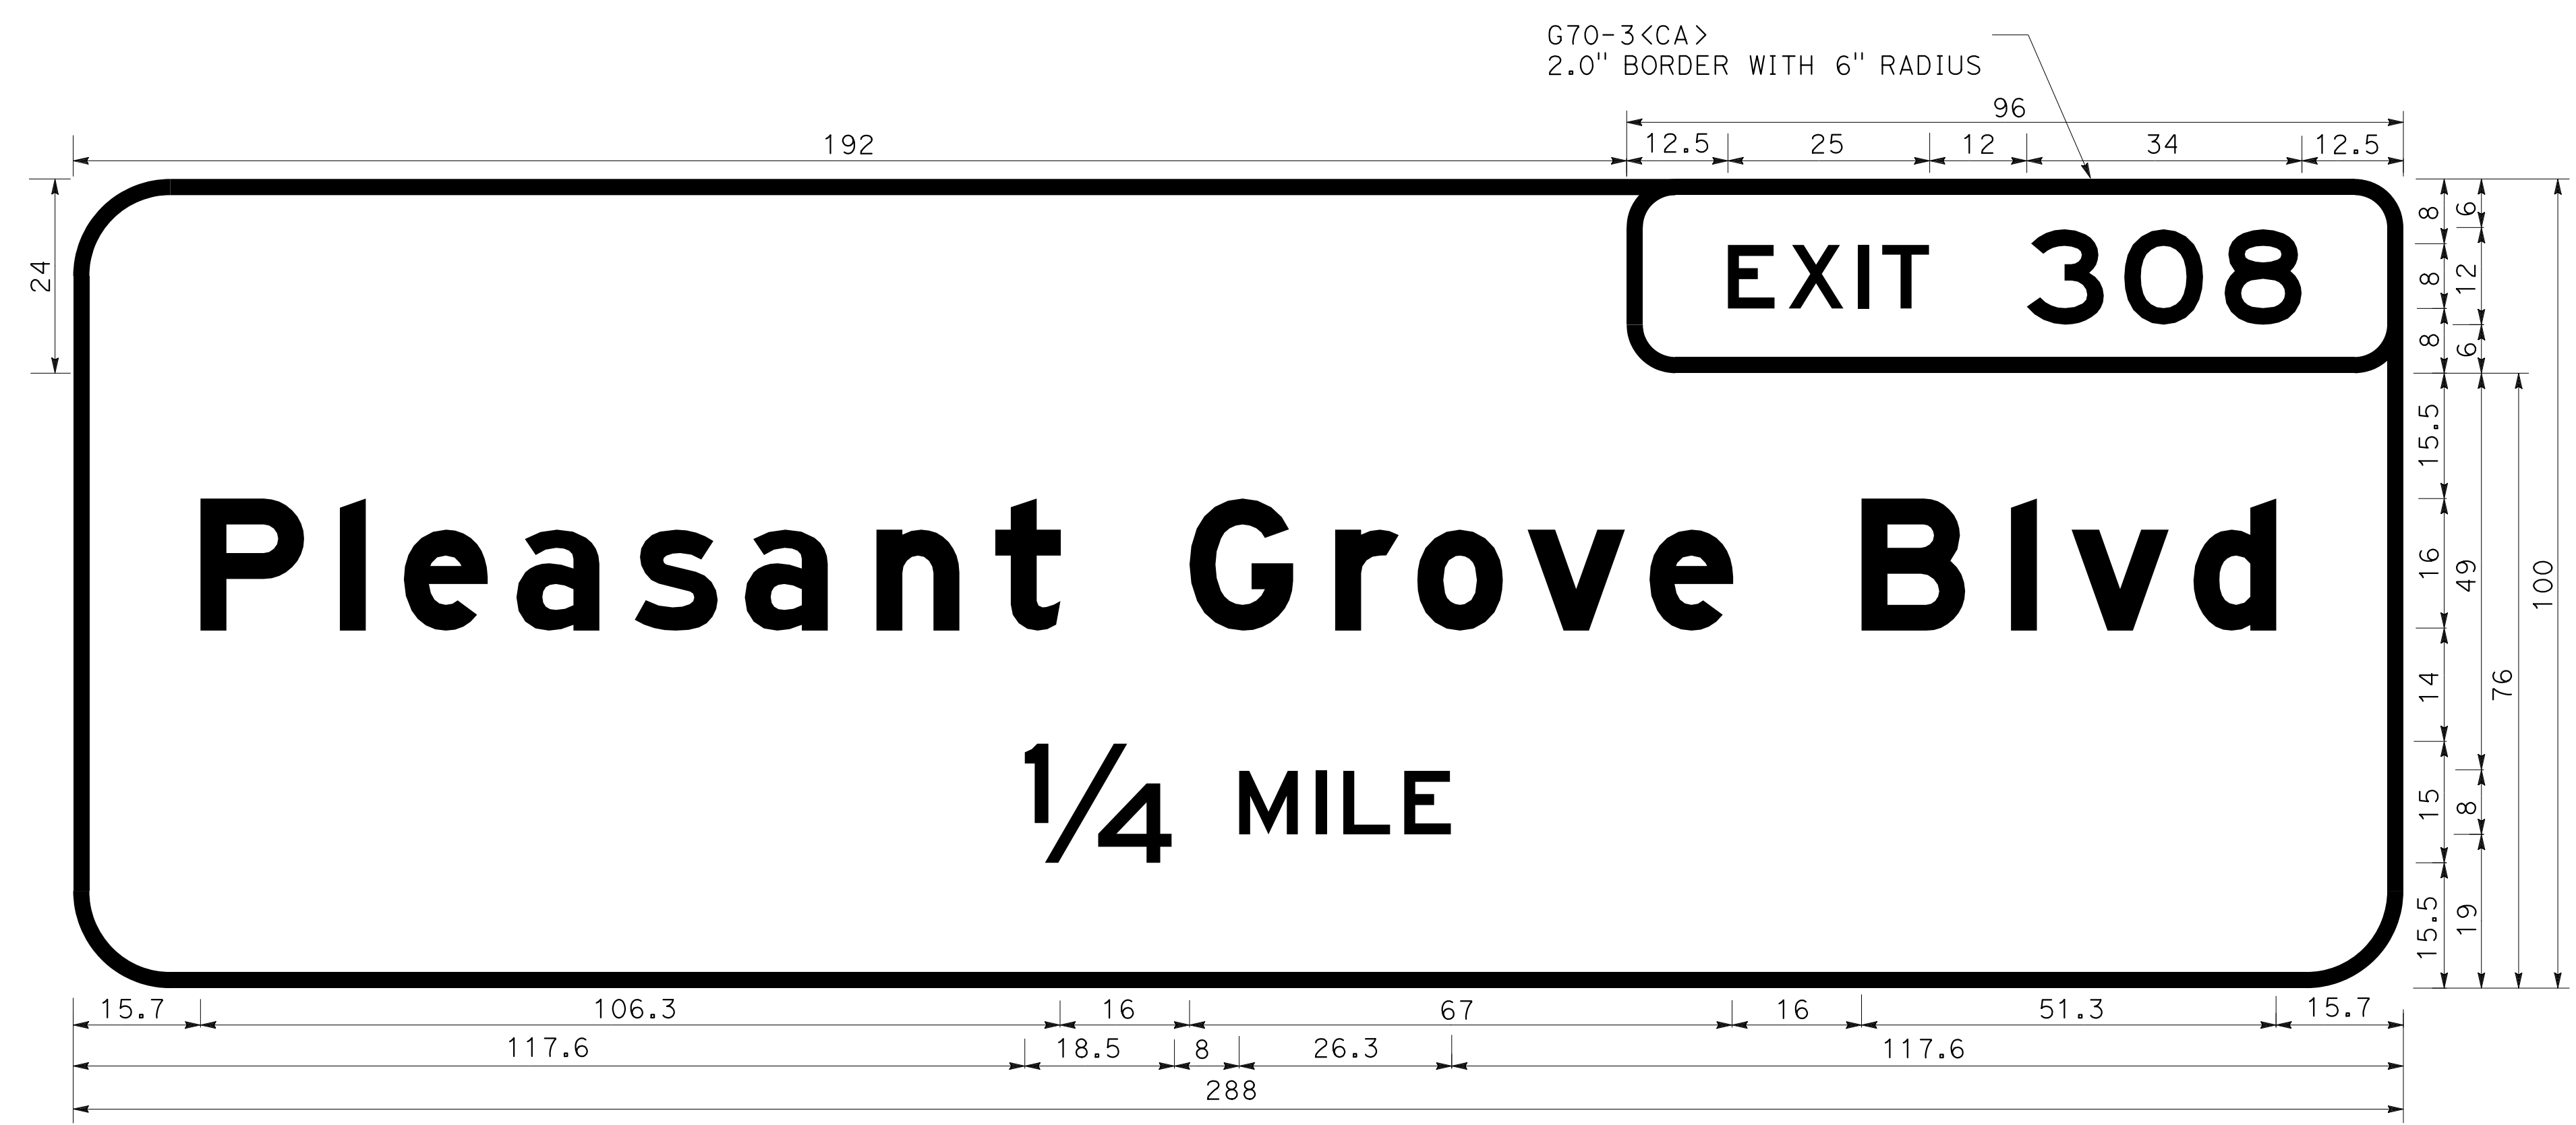 G70-3<CA>
2.0" BORDER WITH 6" RADIUS
96
192 12.5 25 12 34 12.5
24
EXIT 308
8 6
8 12
8 6
15.5
16 49 100
14 76
15 8
15.5 19
Pleasant Grove Blvd
1/4 MILE
15.7 106.3 16 67 16 51.3 15.7
117.6 18.5 8 26.3 117.6
288